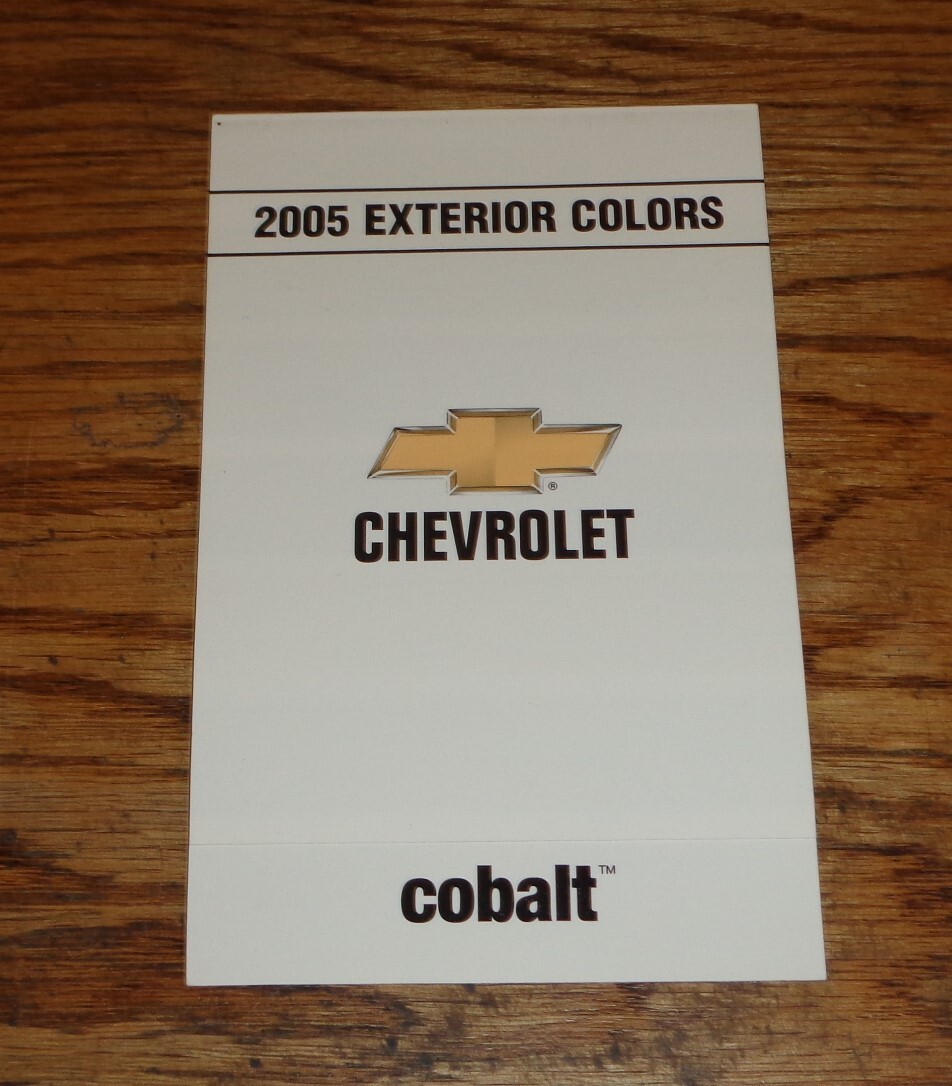 2005 EXTERIOR COLORS
®
CHEVROLET
cobalt™